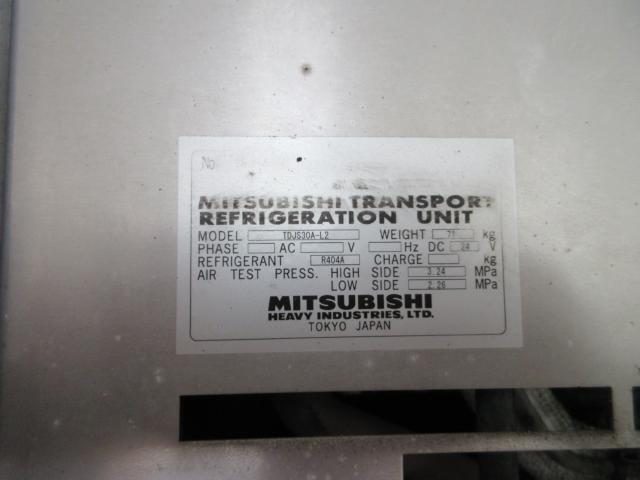 No
MITSUBISHI TRANSPORT
REFRIGERATION UNIT
MODEL TDJS30A-L2 WEIGHT kg
PHASE AC V Hz DC 24 V
REFRIGERANT R404A CHARGE kg
AIR TEST PRESS. HIGH SIDE 3.24 MPa
LOW SIDE 2.26 MPa
MITSUBISHI
HEAVY INDUSTRIES, LTD.
TOKYO JAPAN